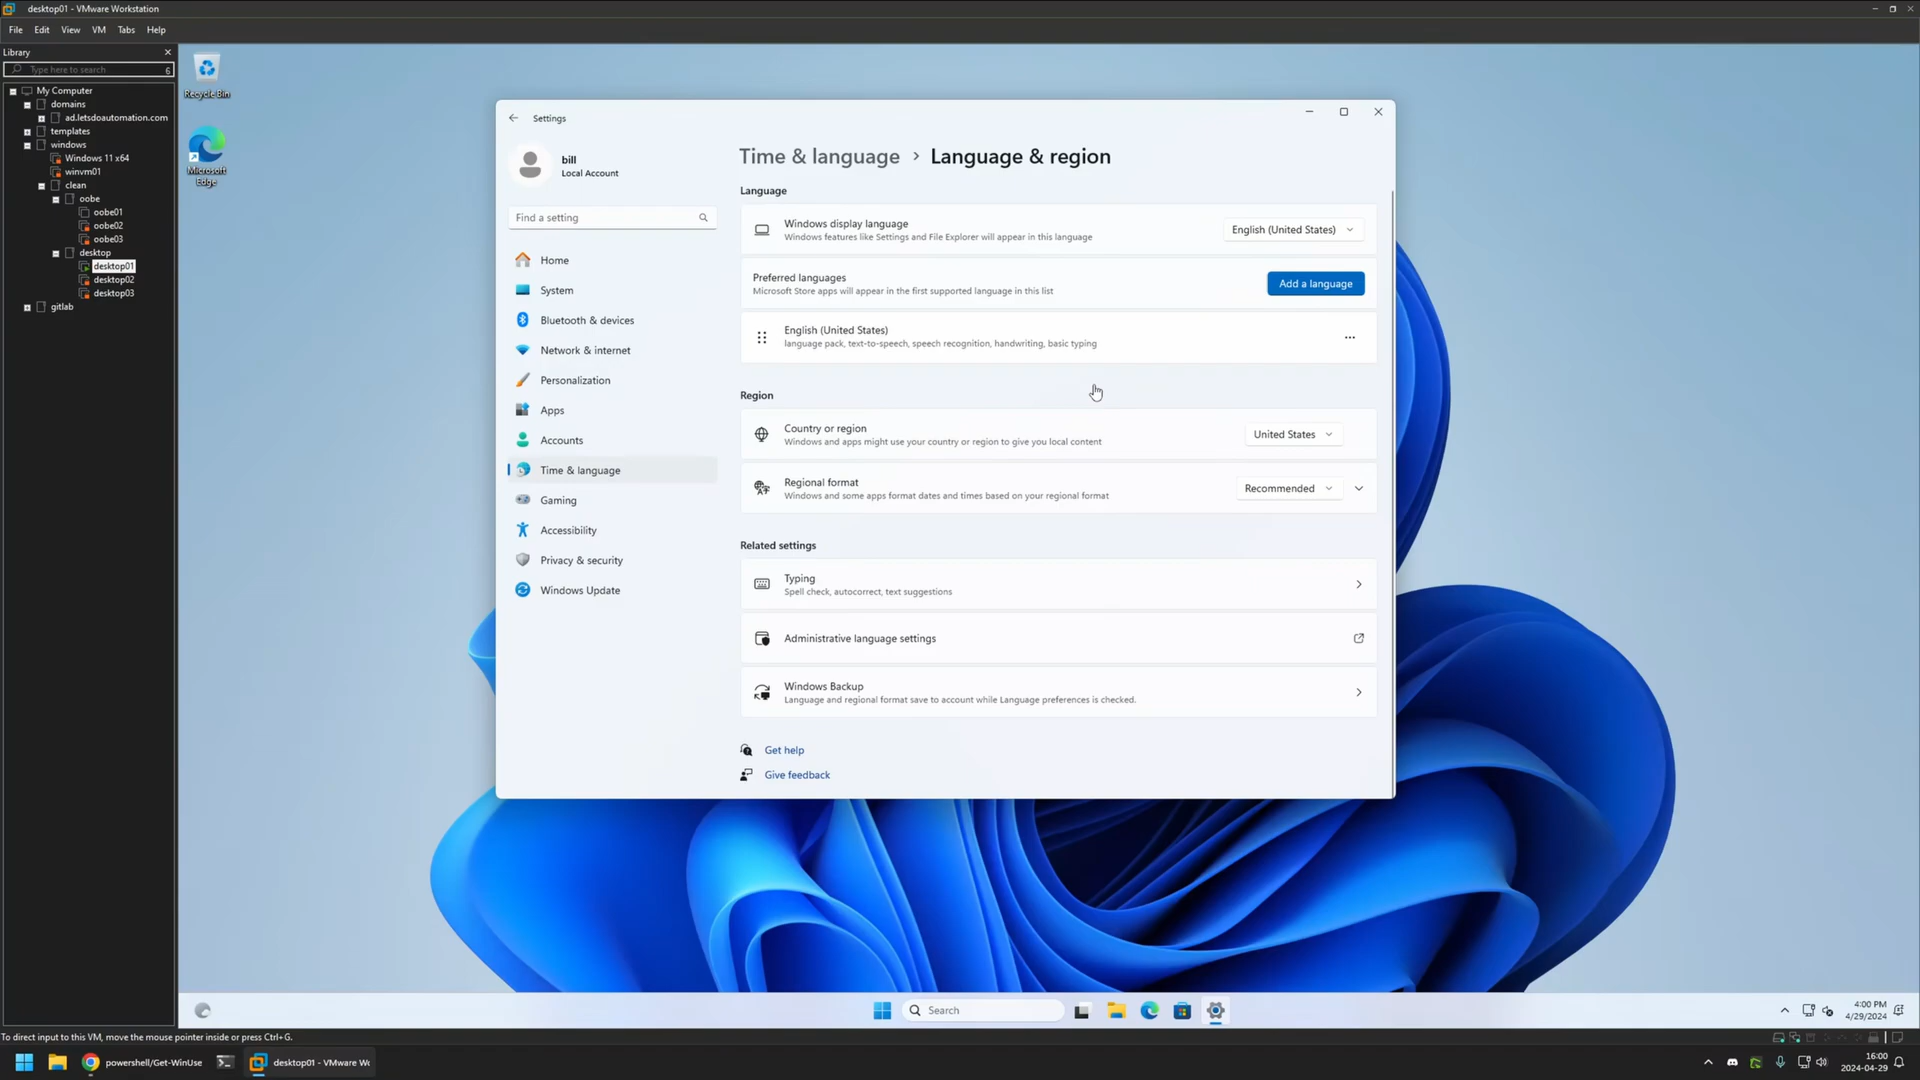 desktop01 - VMware Workstation
File Edit View VM Tabs Help
Library
Type here to search
My Computer
domains
ad.letsdoautomation.com
templates
windows
Windows 11 x64
winvm01
clean
oobe
oobe01
oobe02
oobe03
desktop
desktop01
desktop02
desktop03
gitlab
Recycle Bin
Microsoft
Edge
Settings
bill
Local Account
Find a setting
Home
System
Bluetooth & devices
Network & internet
Personalization
Apps
Accounts
Time & language
Gaming
Accessibility
Privacy & security
Windows Update
Time & language › Language & region
Language
Windows display language
Windows features like Settings and File Explorer will appear in this language
English (United States)
Preferred languages
Microsoft Store apps will appear in the first supported language in this list
Add a language
English (United States)
language pack, text-to-speech, speech recognition, handwriting, basic typing
Region
Country or region
Windows and apps might use your country or region to give you local content
United States
Regional format
Windows and some apps format dates and times based on your regional format
Recommended
Related settings
Typing
Spell check, autocorrect, text suggestions
Administrative language settings
Windows Backup
Language and regional format save to account while Language preferences is checked.
Get help
Give feedback
Search
4:00 PM
4/29/2024
To direct input to this VM, move the mouse pointer inside or press Ctrl+G.
powershell/Get-WinUse
desktop01 - VMware Wo
16:00
2024-04-29